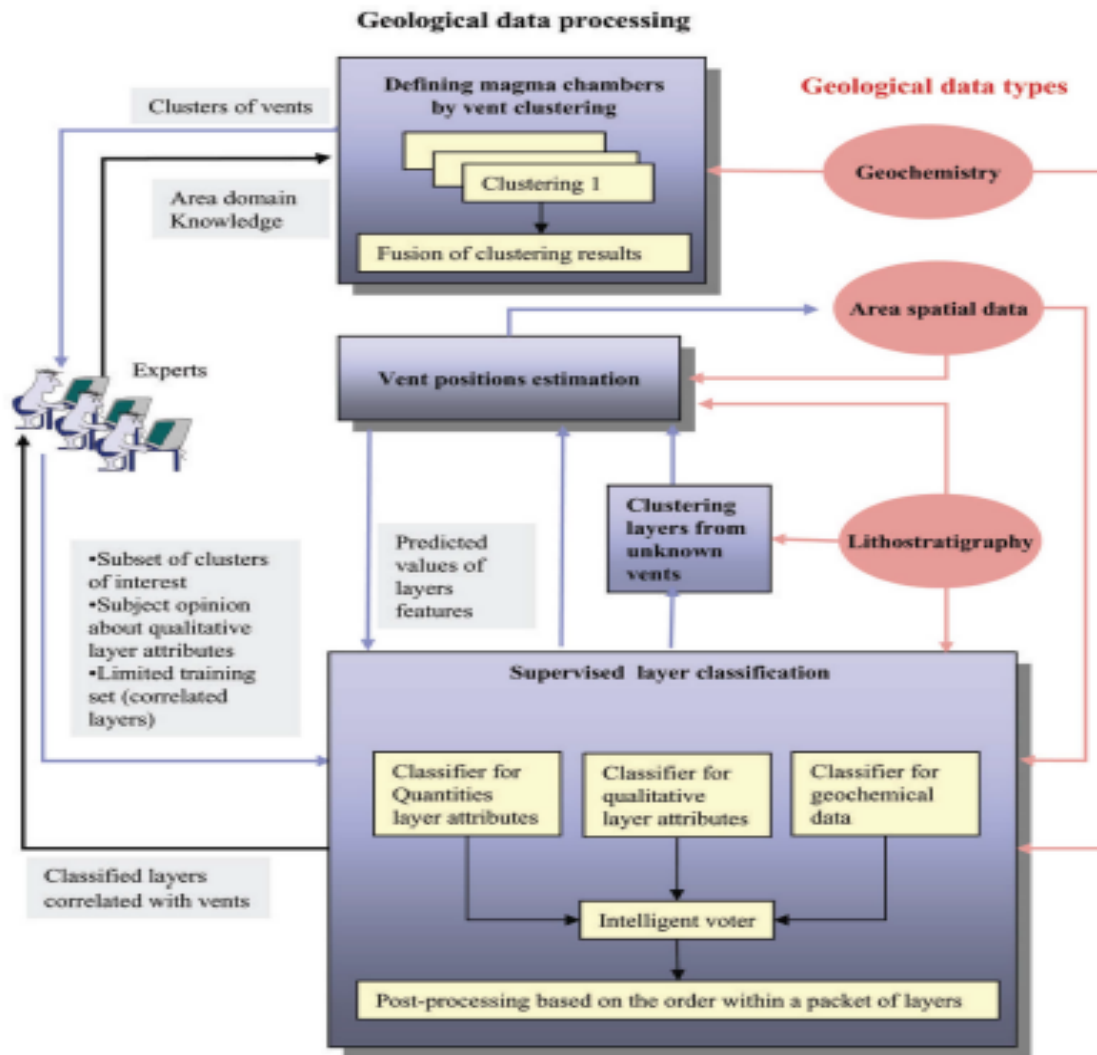 Geological data processing
Defining magma chambers
by vent clustering
Clustering 1
Fusion of clustering results
Geological data types
Geochemistry
Clusters of vents
Area domain
Knowledge
Area spatial data
Experts
Vent positions estimation
Clustering
layers from
unknown
vents
Lithostratigraphy
Predicted
values of
layers
features
•Subset of clusters
of interest
•Subject opinion
about qualitative
layer attributes
•Limited training
set (correlated
layers)
Supervised layer classification
Classifier for
Quantities
layer attributes
Classifier for
qualitative
layer attributes
Classifier for
geochemical
data
Classified layers
correlated with vents
Intelligent voter
Post-processing based on the order within a packet of layers